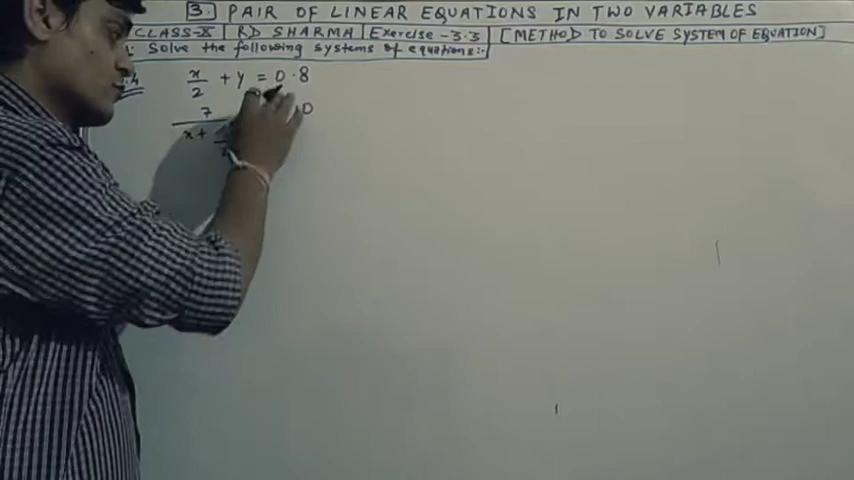 3. PAIR OF LINEAR EQUATIONS IN TWO VARIABLES
CLASS-X | RD SHARMA | Exercise - 3.3 [METHOD TO SOLVE SYSTEM OF EQUATION]
: Solve the following systems of equations:-
x/2 + y = 0.8
7
x +